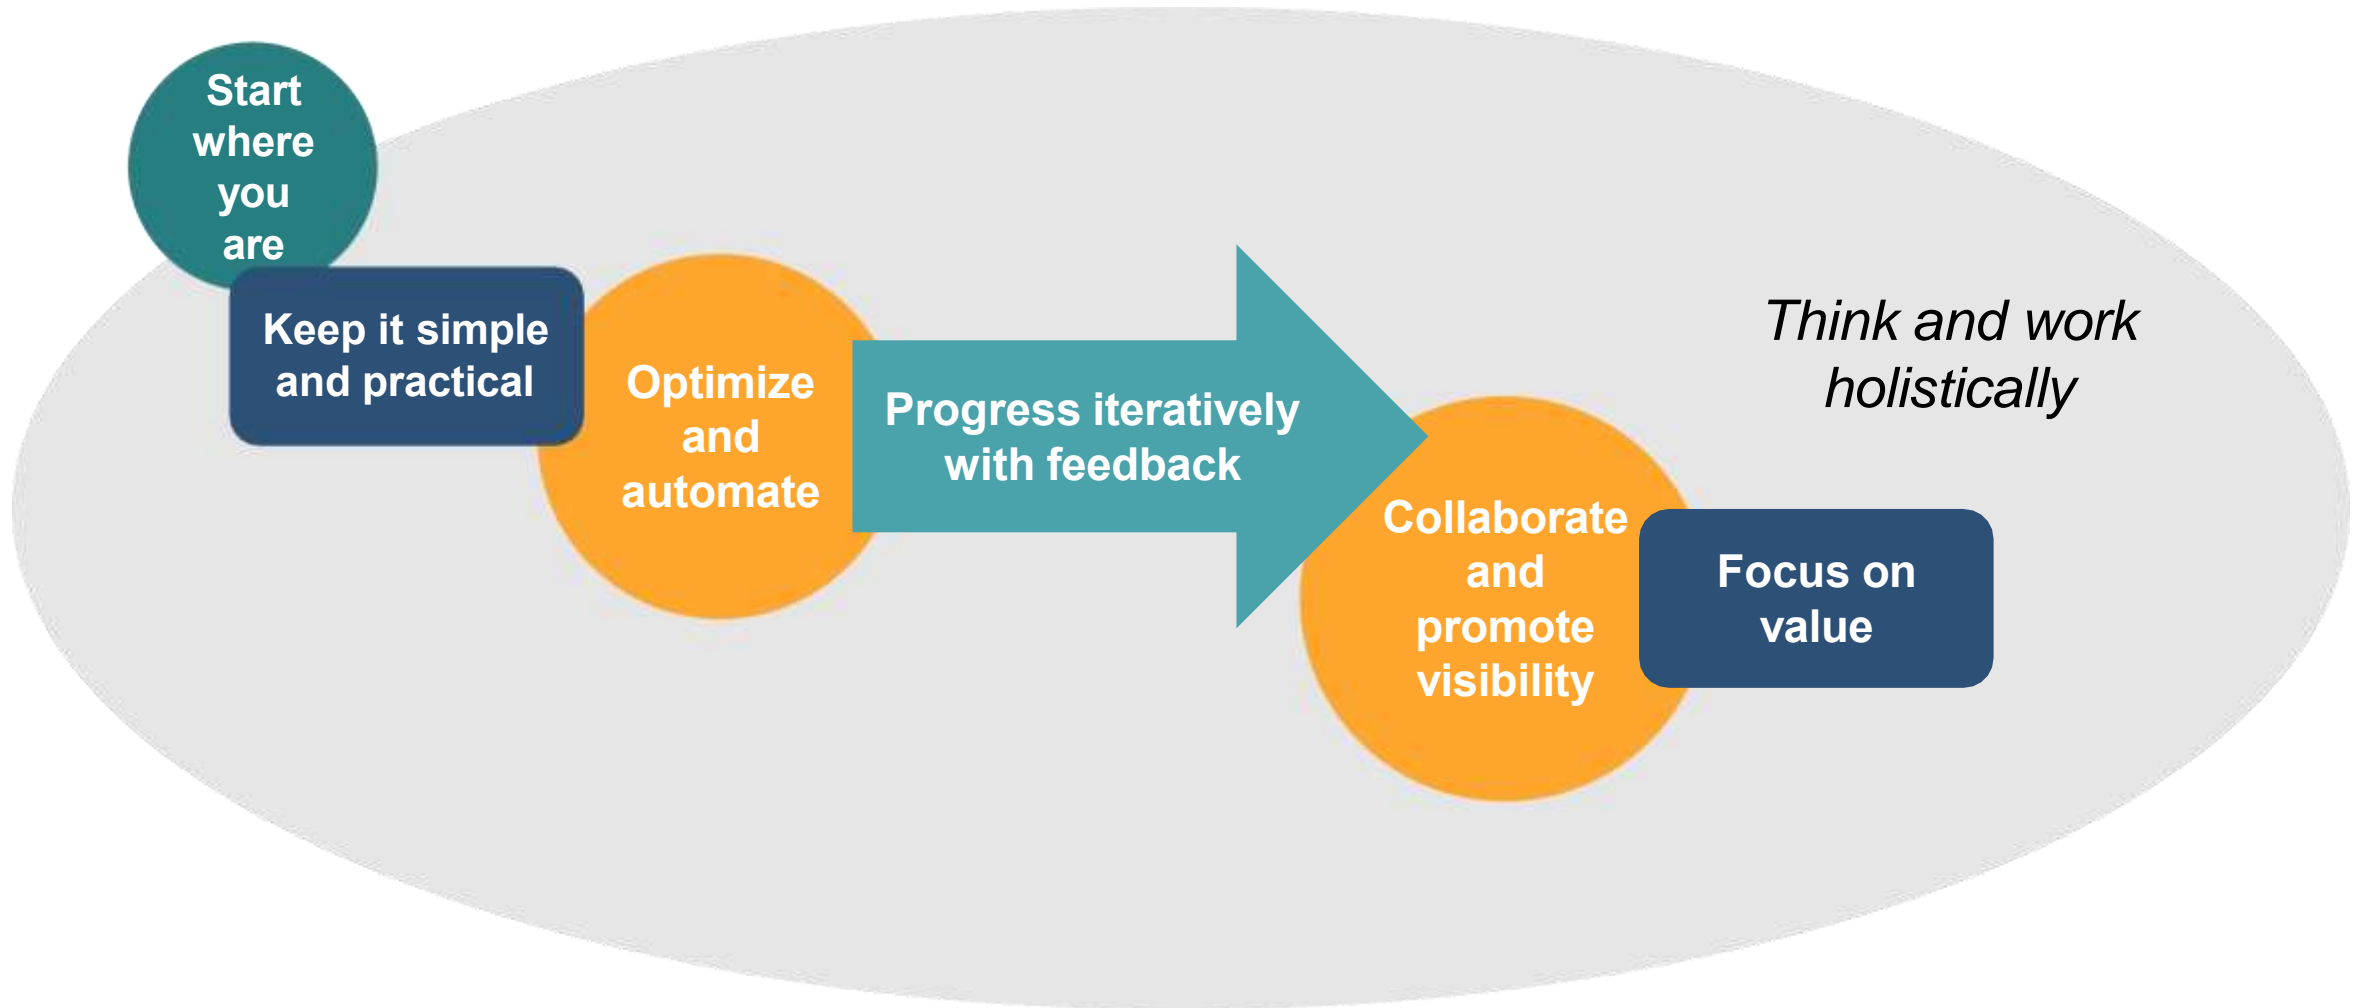 Start
where
you
are
Keep it simple
and practical
Optimize
and
automate
Progress iteratively
with feedback
Collaborate
and
promote
visibility
Focus on
value
Think and work
holistically